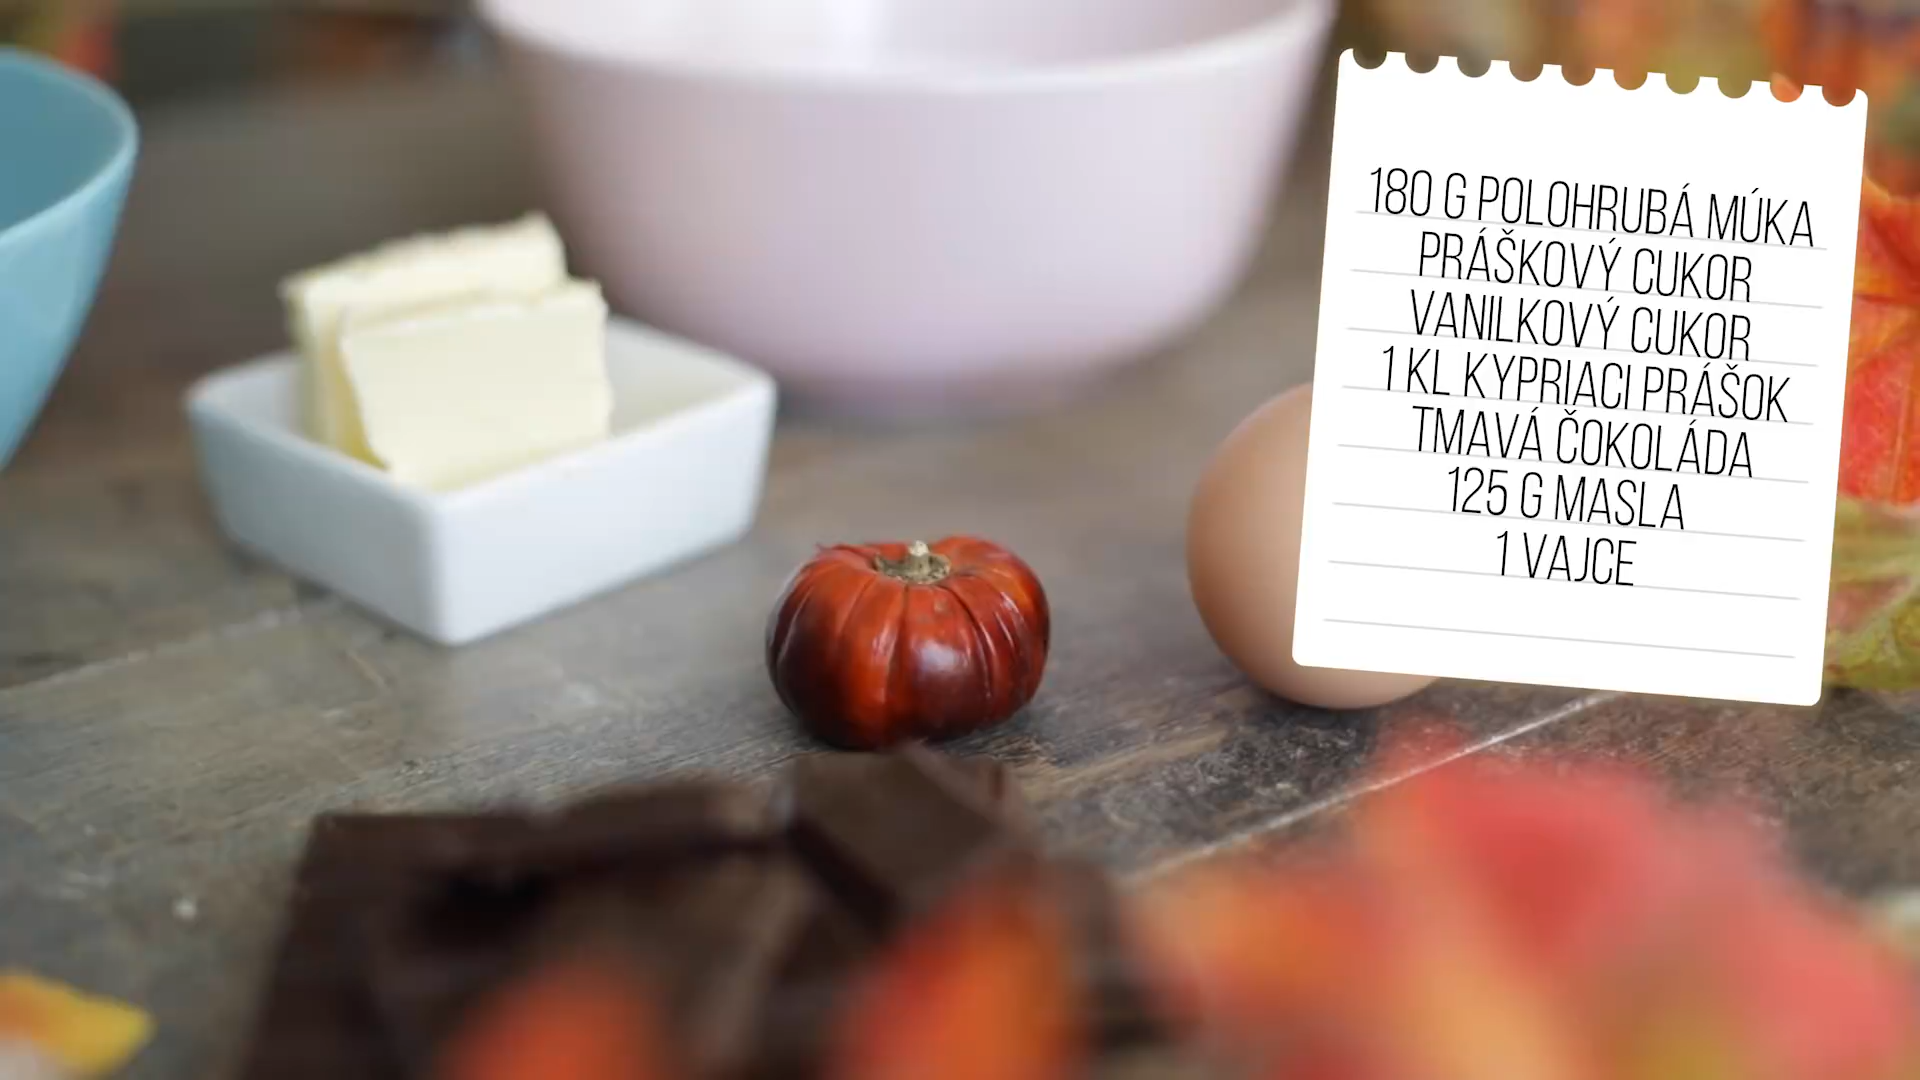 180 G POLOHRUBÁ MÚKA
PRÁŠKOVÝ CUKOR
VANILKOVÝ CUKOR
1 KL KYPRIACI PRÁŠOK
TMAVÁ ČOKOLÁDA
125 G MASLA
1 VAJCE